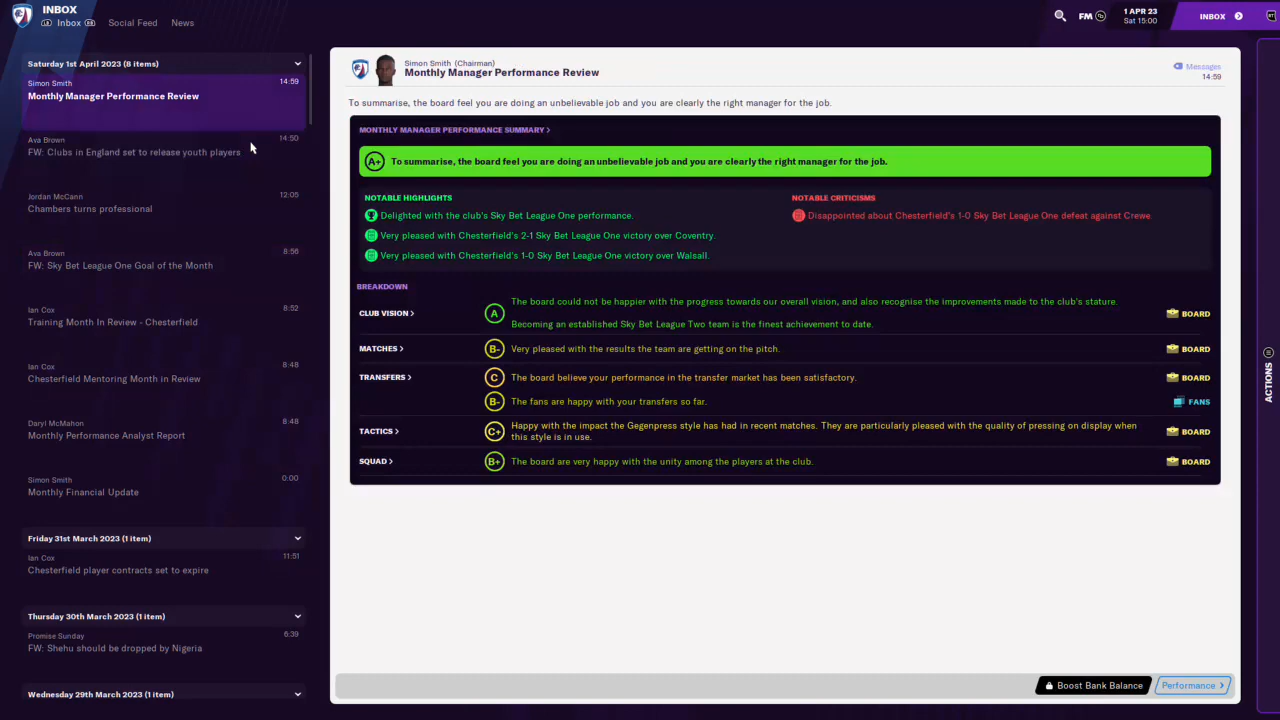 INBOX
Inbox
Social Feed
News
FM
1 APR 23
Sat 15:00
INBOX
Saturday 1st April 2023 (8 items)
Simon Smith
14:59
Monthly Manager Performance Review
Ava Brown
14:50
FW: Clubs in England set to release youth players
Jordan McCann
12:05
Chambers turns professional
Ava Brown
8:56
FW: Sky Bet League One Goal of the Month
Ian Cox
8:52
Training Month In Review - Chesterfield
Ian Cox
8:48
Chesterfield Mentoring Month in Review
Daryl McMahon
8:48
Monthly Performance Analyst Report
Simon Smith
0:00
Monthly Financial Update
Friday 31st March 2023 (1 item)
Ian Cox
11:51
Chesterfield player contracts set to expire
Thursday 30th March 2023 (1 item)
Promise Sunday
6:39
FW: Shehu should be dropped by Nigeria
Wednesday 29th March 2023 (1 item)
Simon Smith (Chairman)
Monthly Manager Performance Review
Messages
14:59
To summarise, the board feel you are doing an unbelievable job and you are clearly the right manager for the job.
MONTHLY MANAGER PERFORMANCE SUMMARY >
A+ To summarise, the board feel you are doing an unbelievable job and you are clearly the right manager for the job.
NOTABLE HIGHLIGHTS
Delighted with the club's Sky Bet League One performance.
Very pleased with Chesterfield's 2-1 Sky Bet League One victory over Coventry.
Very pleased with Chesterfield's 1-0 Sky Bet League One victory over Walsall.
NOTABLE CRITICISMS
Disappointed about Chesterfield's 1-0 Sky Bet League One defeat against Crewe.
BREAKDOWN
CLUB VISION >
A
The board could not be happier with the progress towards our overall vision, and also recognise the improvements made to the club's stature.
Becoming an established Sky Bet League Two team is the finest achievement to date.
BOARD
MATCHES >
B-
Very pleased with the results the team are getting on the pitch.
BOARD
TRANSFERS >
C
The board believe your performance in the transfer market has been satisfactory.
BOARD
B-
The fans are happy with your transfers so far.
FANS
TACTICS >
C+
Happy with the impact the Gegenpress style has had in recent matches. They are particularly pleased with the quality of pressing on display when
this style is in use.
BOARD
SQUAD >
B+
The board are very happy with the unity among the players at the club.
BOARD
ACTIONS
Boost Bank Balance
Performance >